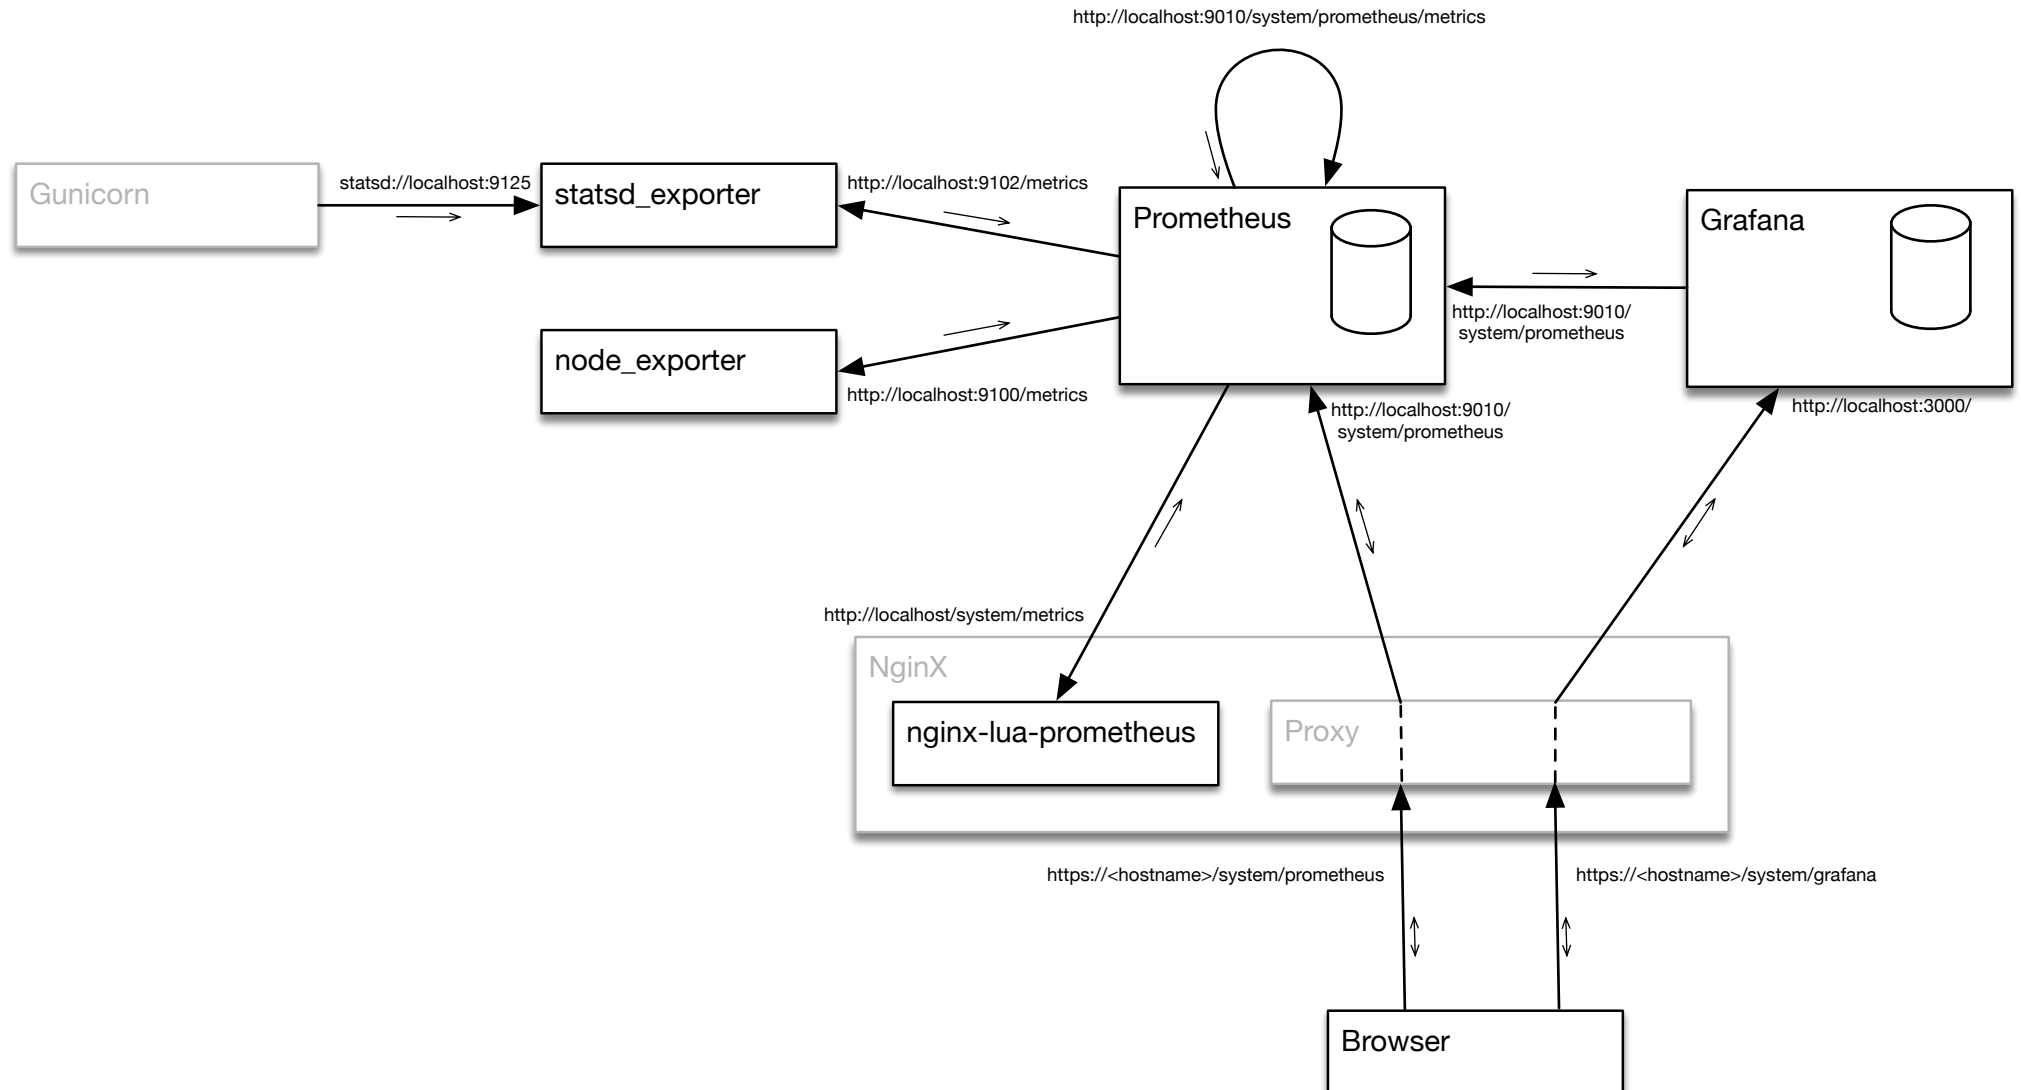 http://localhost:9010/system/prometheus/metrics
Gunicorn
statsd://localhost:9125
statsd_exporter
http://localhost:9102/metrics
Prometheus
Grafana
http://localhost:9010/
system/prometheus
node_exporter
http://localhost:9100/metrics
http://localhost:9010/
system/prometheus
http://localhost:3000/
http://localhost/system/metrics
NginX
nginx-lua-prometheus
Proxy
https://<hostname>/system/prometheus
https://<hostname>/system/grafana
Browser